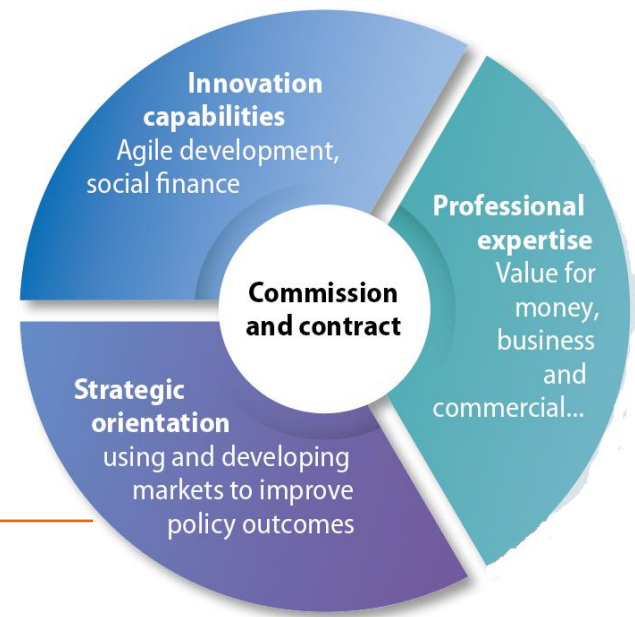 Innovation
capabilities
Agile development,
social finance
Professional
expertise
Value for
money,
business
and
commercial...
Commission
and contract
Strategic
orientation
using and developing
markets to improve
policy outcomes